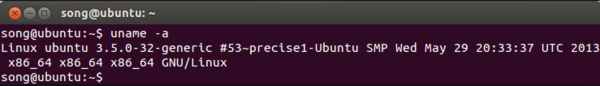 song@ubuntu: ~
song@ubuntu:~$ uname -a
Linux ubuntu 3.5.0-32-generic #53~precise1-Ubuntu SMP Wed May 29 20:33:37 UTC 2013
x86_64 x86_64 x86_64 GNU/Linux
song@ubuntu:~$